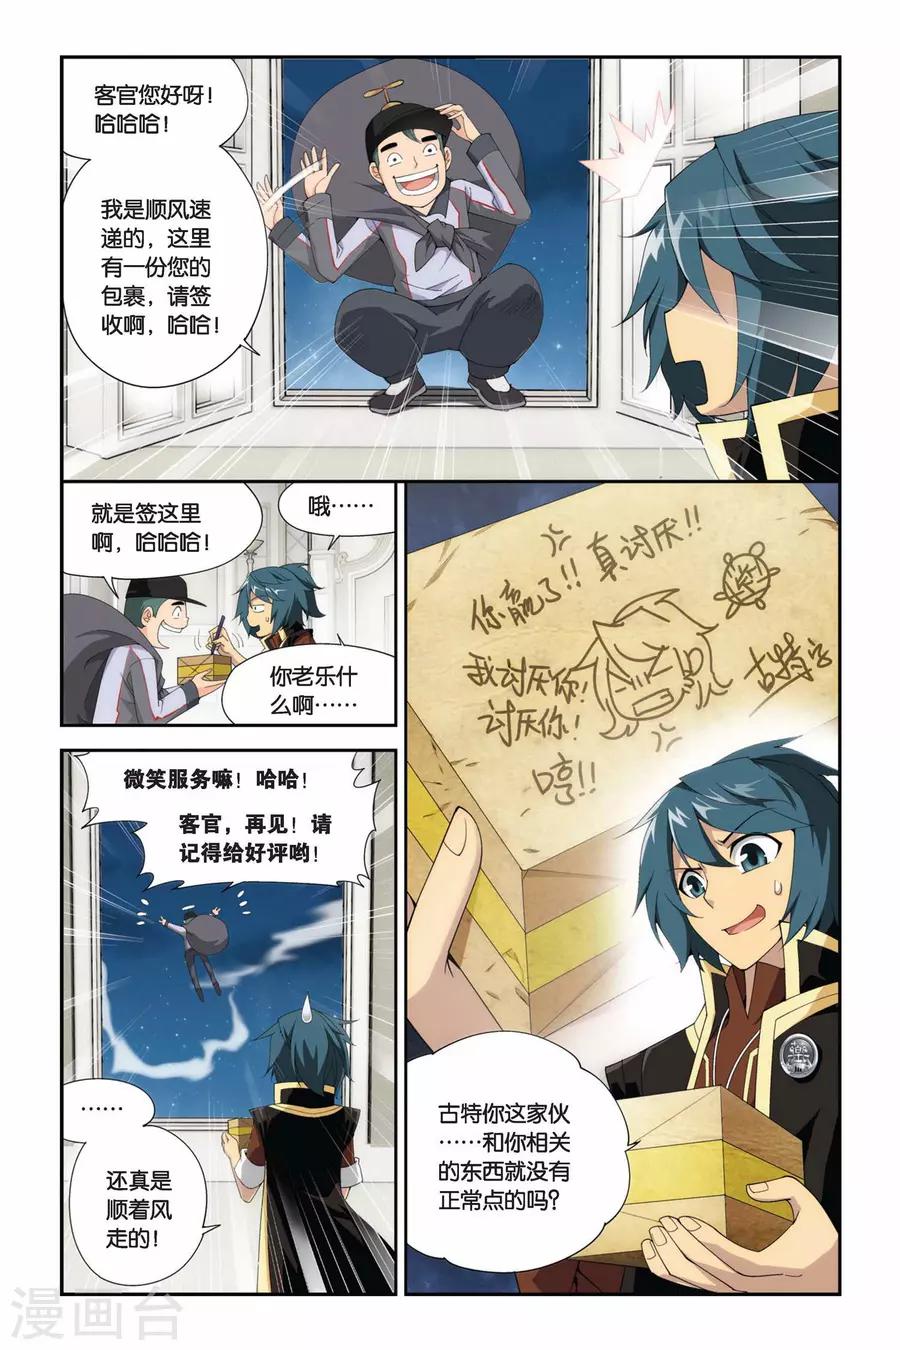 客官您好呀！
哈哈哈！
我是顺风速
递的，这里
有一份您的
包裹，请签
收啊，哈哈！
就是签这里
啊，哈哈哈！
哦……
你老乐什
么啊……
你赢了!! 真讨厌!!
我讨厌你!
讨厌你!
哼!!
微笑服务嘛！哈哈！
客官，再见！请
记得给好评哟！
……
还真是
顺着风
走的！
古特你这家伙
……和你相关
的东西就没有
正常点的吗？
漫画台